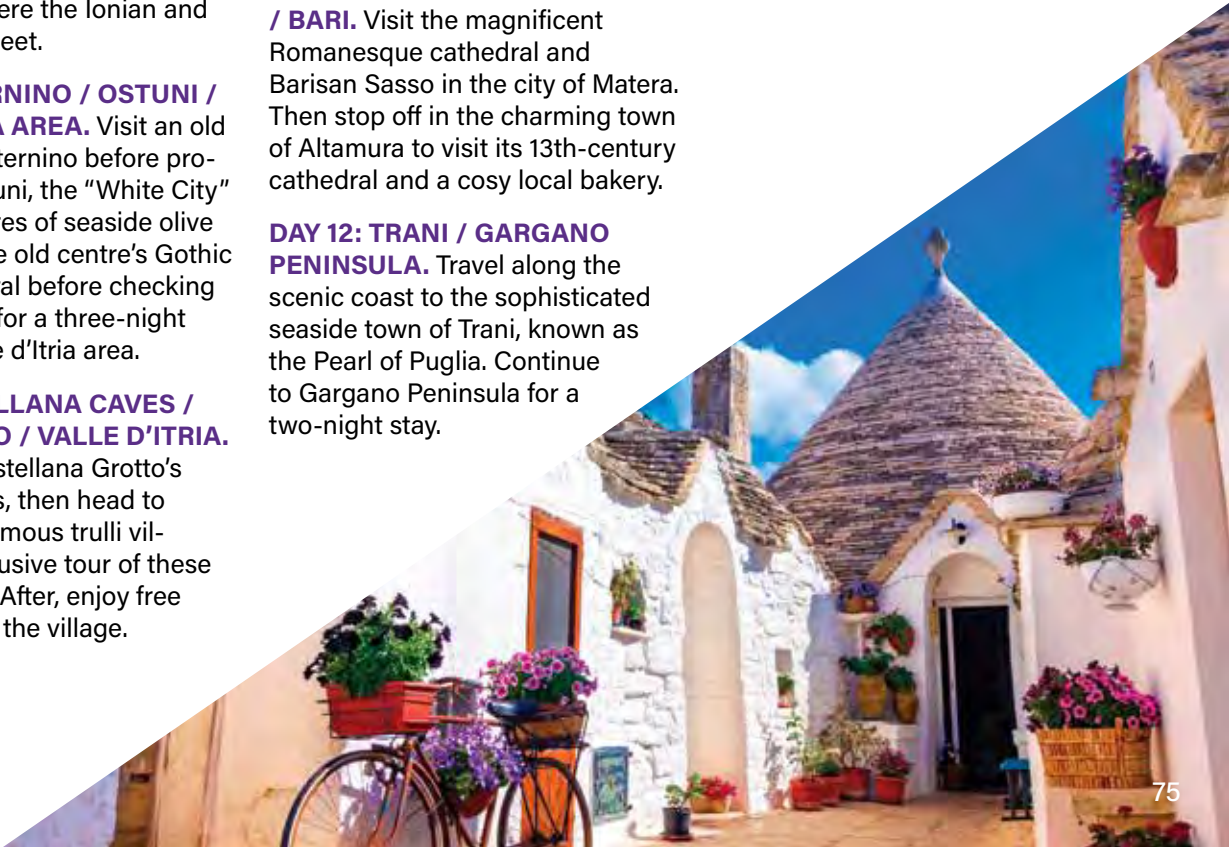 ere the Ionian and
eet.
RNINO / OSTUNI /
A AREA. Visit an old
ternino before pro-
uni, the “White City”
ves of seaside olive
e old centre’s Gothic
al before checking
for a three-night
e d’Itria area.
LLANA CAVES /
O / VALLE D’ITRIA.
stellana Grotto’s
s, then head to
mous trulli vil-
usive tour of these
After, enjoy free
the village.
/ BARI. Visit the magnificent
Romanesque cathedral and
Barisan Sasso in the city of Matera.
Then stop off in the charming town
of Altamura to visit its 13th-century
cathedral and a cosy local bakery.
DAY 12: TRANI / GARGANO
PENINSULA. Travel along the
scenic coast to the sophisticated
seaside town of Trani, known as
the Pearl of Puglia. Continue
to Gargano Peninsula for a
two-night stay.
75